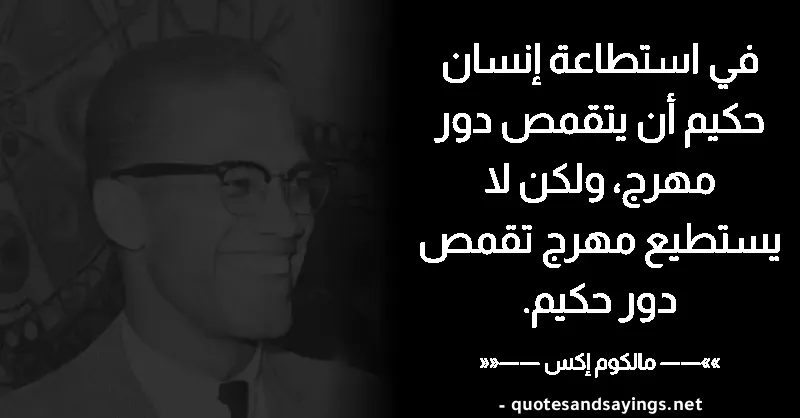 في استطاعة إنسان
حكيم أن يتقمص دور
مهرج، ولكن لا
يستطيع مهرج تقمص
دور حكيم.
»»—— مالكوم إكس ——««
- quotesandsayings.net